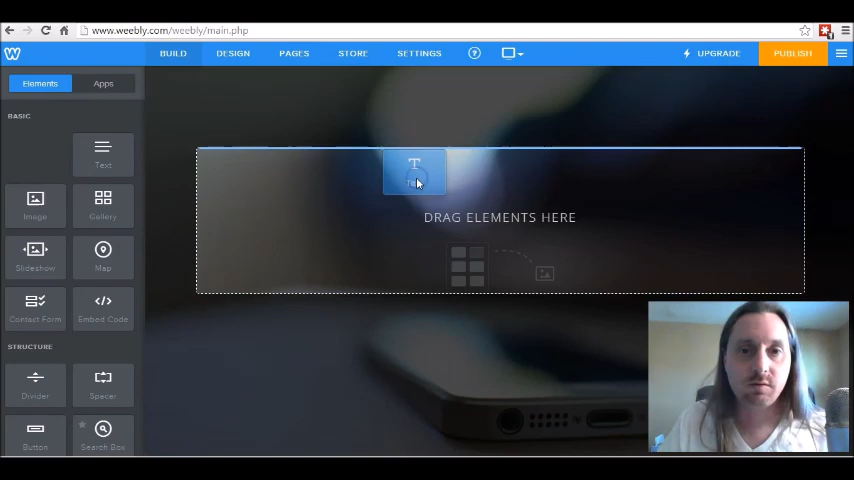 www.weebly.com/weebly/main.php
BUILD DESIGN PAGES STORE SETTINGS ? UPGRADE PUBLISH
Elements Apps
BASIC
Text
Image Gallery
Slideshow Map
Contact Form Embed Code
STRUCTURE
Divider Spacer
Button Search Box
DRAG ELEMENTS HERE